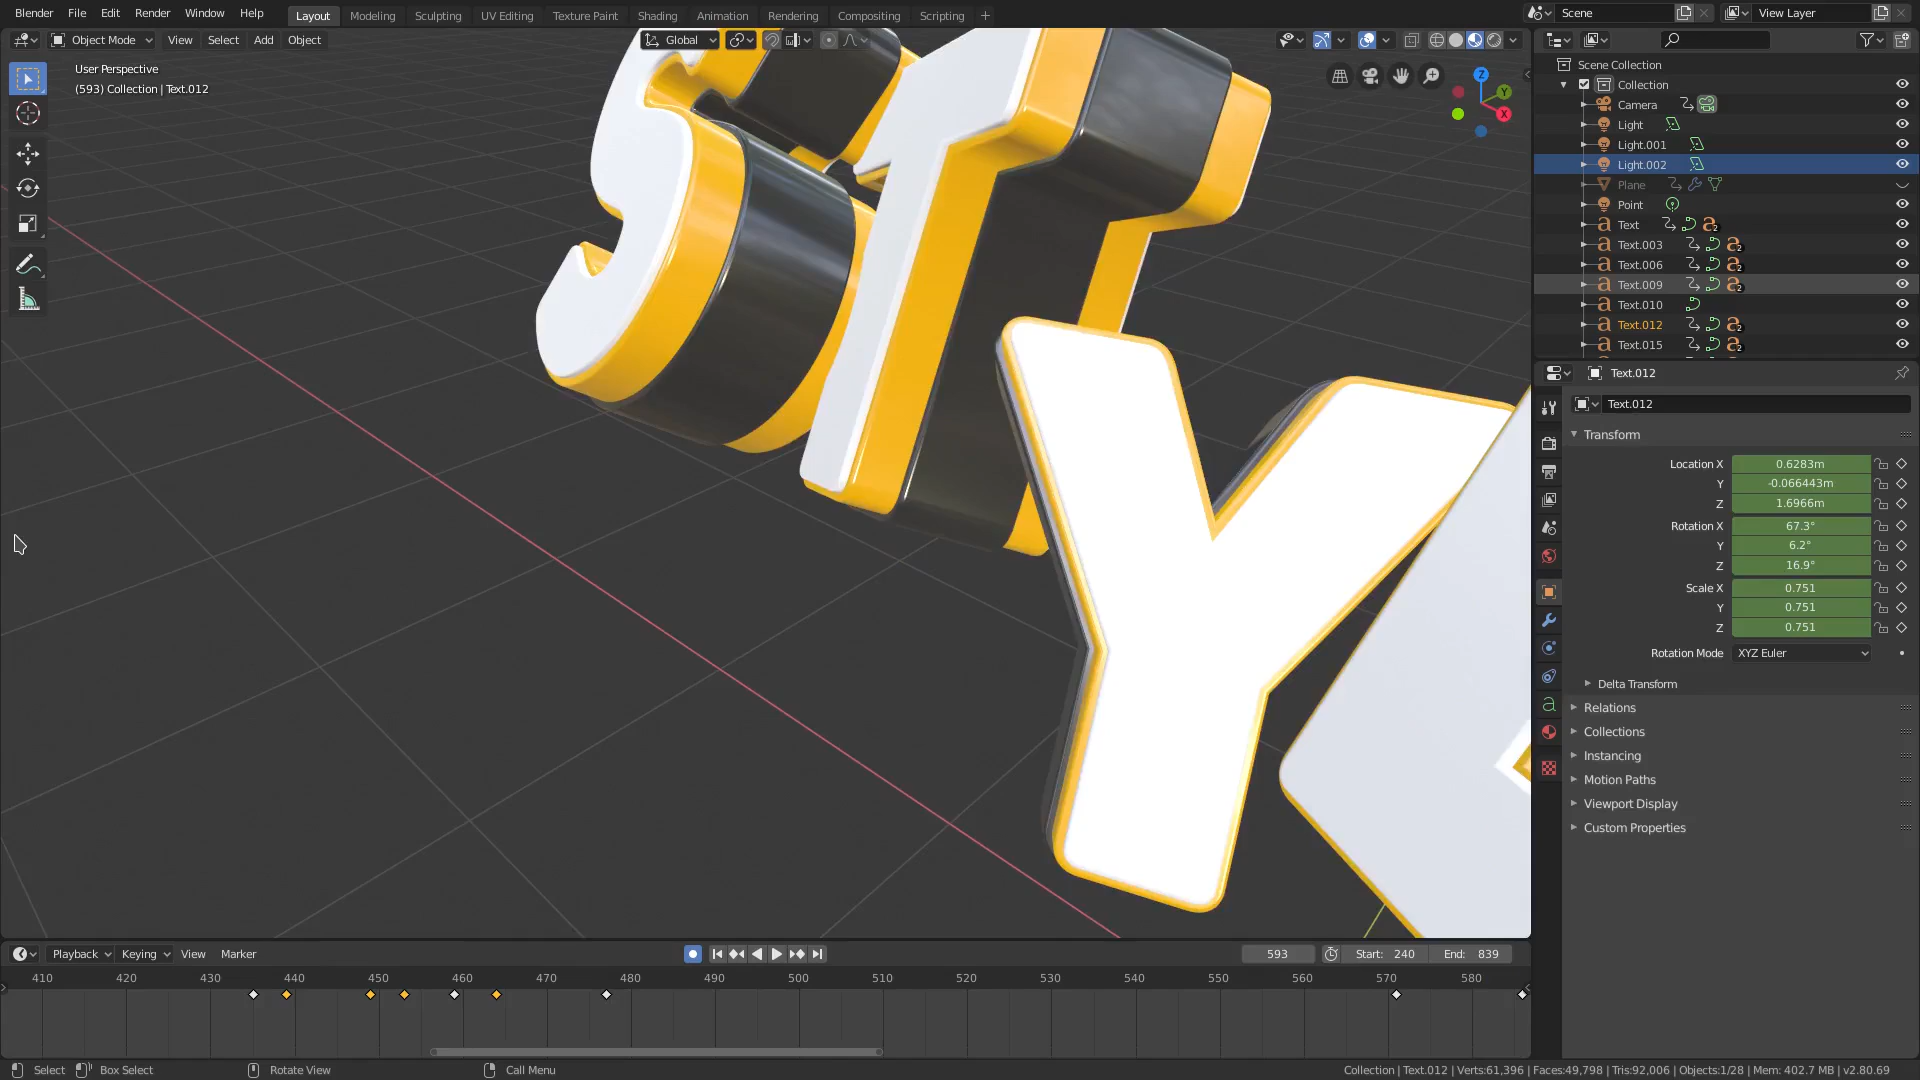 Blender File Edit Render Window Help Layout Modeling Sculpting UV Editing Texture Paint Shading Animation Rendering Compositing Scripting + Scene View Layer
Object Mode View Select Add Object Global
User Perspective
(593) Collection | Text.012
Z
Y
X
Y
Scene Collection
Collection
Camera
Light
Light.001
Light.002
Plane
Point
Text
Text.003
Text.006
Text.009
Text.010
Text.012
Text.015
Text.012
Text.012
Transform
Location X 0.6283m
Y -0.066443m
Z 1.6966m
Rotation X 67.3°
Y 6.2°
Z 16.9°
Scale X 0.751
Y 0.751
Z 0.751
Rotation Mode XYZ Euler
Delta Transform
Relations
Collections
Instancing
Motion Paths
Viewport Display
Custom Properties
Playback Keying View Marker 593 Start: 240 End: 839
410 420 430 440 450 460 470 480 490 500 510 520 530 540 550 560 570 580
Select Box Select Rotate View Call Menu Collection | Text.012 | Verts:61,396 | Faces:49,798 | Tris:92,006 | Objects:1/28 | Mem: 402.7 MB | v2.80.69